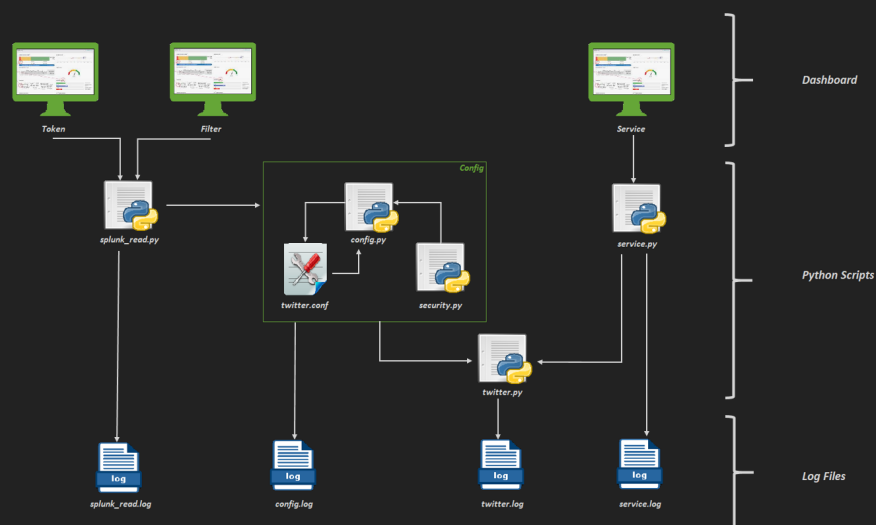 Dashboard
Token
Filter
Service
Config
splunk_read.py
config.py
service.py
twitter.conf
security.py
Python Scripts
twitter.py
log
log
log
log
splunk_read.log
config.log
twitter.log
service.log
Log Files